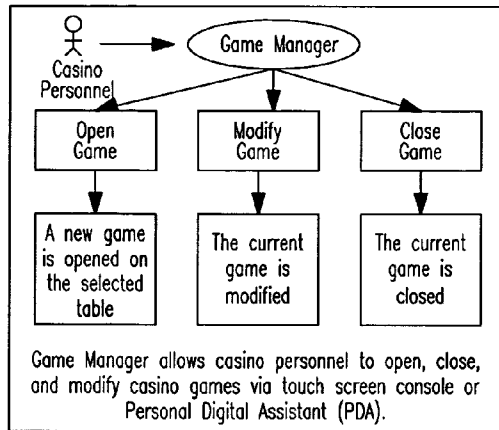 Game Manager
Casino
Personnel
Open
Game
Modify
Game
Close
Game
A new game
is opened on
the selected
table
The current
game is
modified
The current
game is
closed
Game Manager allows casino personnel to open, close,
and modify casino games via touch screen console or
Personal Digital Assistant (PDA).